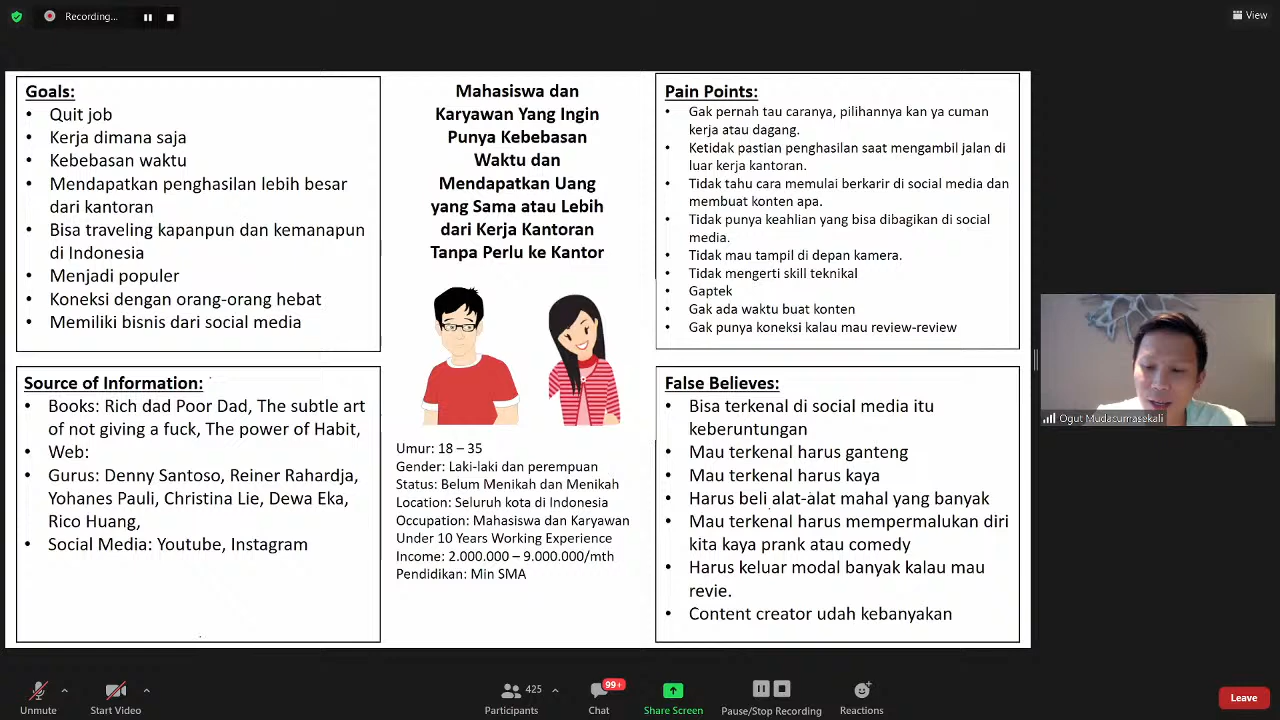 Recording...
View
Goals:
• Quit job
• Kerja dimana saja
• Kebebasan waktu
• Mendapatkan penghasilan lebih besar
dari kantoran
• Bisa traveling kapanpun dan kemanapun
di Indonesia
• Menjadi populer
• Koneksi dengan orang-orang hebat
• Memiliki bisnis dari social media
Mahasiswa dan
Karyawan Yang Ingin
Punya Kebebasan
Waktu dan
Mendapatkan Uang
yang Sama atau Lebih
dari Kerja Kantoran
Tanpa Perlu ke Kantor
Pain Points:
• Gak pernah tau caranya, pilihannya kan ya cuman
kerja atau dagang.
• Ketidak pastian penghasilan saat mengambil jalan di
luar kerja kantoran.
• Tidak tahu cara memulai berkarir di social media dan
membuat konten apa.
• Tidak punya keahlian yang bisa dibagikan di social
media.
• Tidak mau tampil di depan kamera.
• Tidak mengerti skill teknikal
• Gaptek
• Gak ada waktu buat konten
• Gak punya koneksi kalau mau review-review
Source of Information:
• Books: Rich dad Poor Dad, The subtle art
of not giving a fuck, The power of Habit,
• Web:
• Gurus: Denny Santoso, Reiner Rahardja,
Yohanes Pauli, Christina Lie, Dewa Eka,
Rico Huang,
• Social Media: Youtube, Instagram
Umur: 18 – 35
Gender: Laki-laki dan perempuan
Status: Belum Menikah dan Menikah
Location: Seluruh kota di Indonesia
Occupation: Mahasiswa dan Karyawan
Under 10 Years Working Experience
Income: 2.000.000 – 9.000.000/mth
Pendidikan: Min SMA
False Believes:
• Bisa terkenal di social media itu
keberuntungan
• Mau terkenal harus ganteng
• Mau terkenal harus kaya
• Harus beli alat-alat mahal yang banyak
• Mau terkenal harus mempermalukan diri
kita kaya prank atau comedy
• Harus keluar modal banyak kalau mau
revie.
• Content creator udah kebanyakan
Ogut Mudacumasekali
Unmute
Start Video
425
Participants
99+
Chat
Share Screen
Pause/Stop Recording
Reactions
Leave